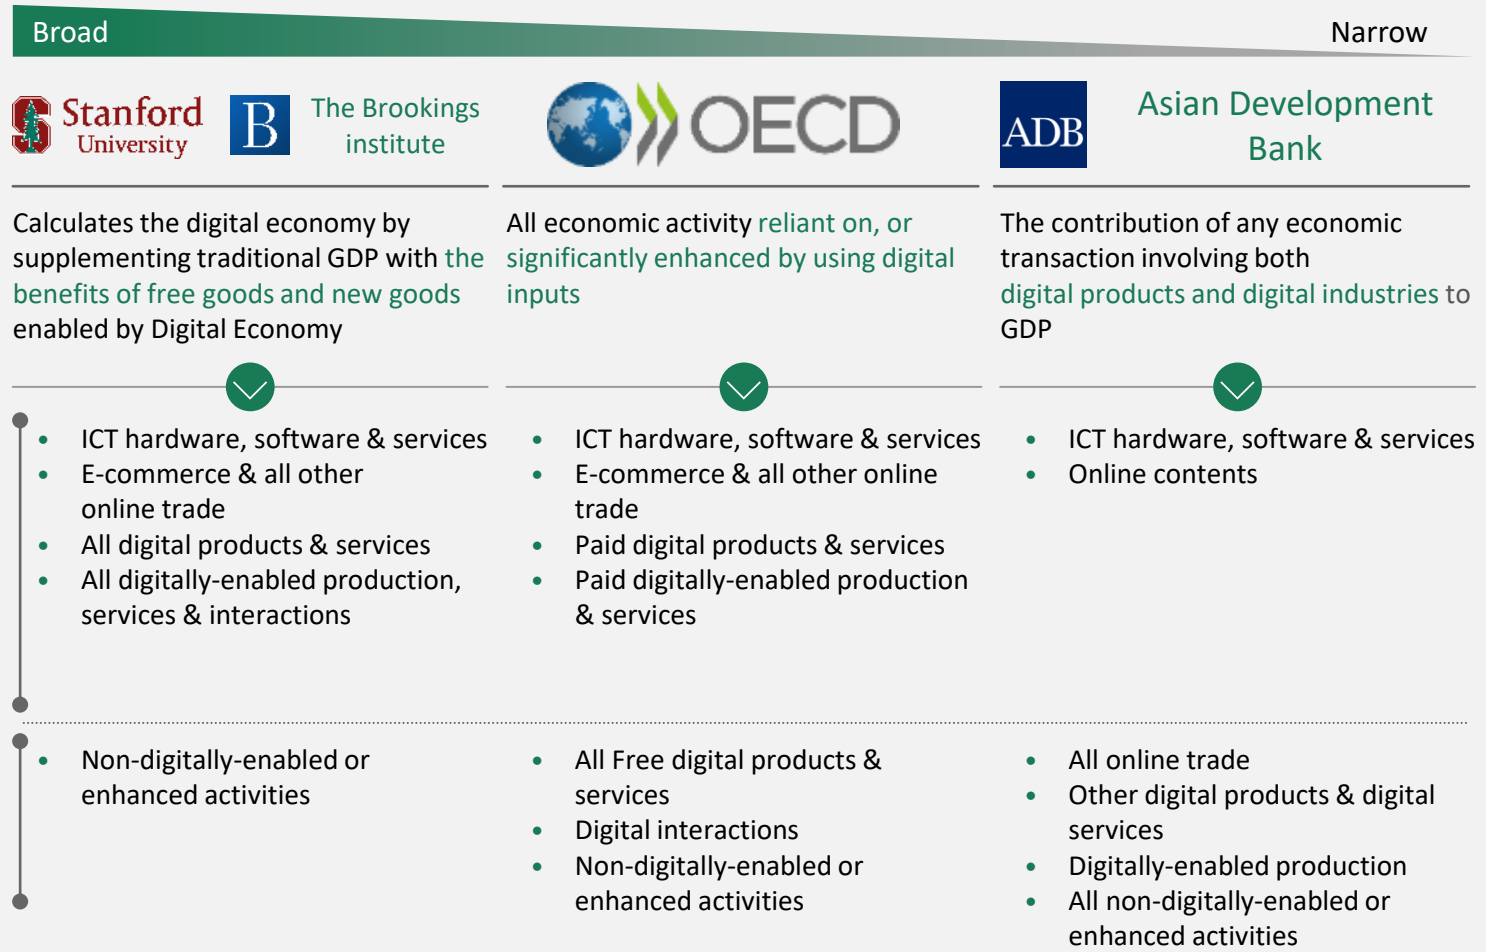 Broad
Narrow
Stanford
University
B
The Brookings
institute
OECD
ADB
Asian Development
Bank
Calculates the digital economy by
supplementing traditional GDP with the
benefits of free goods and new goods
enabled by Digital Economy
All economic activity reliant on, or
significantly enhanced by using digital
inputs
The contribution of any economic
transaction involving both
digital products and digital industries to
GDP
• ICT hardware, software & services
• E-commerce & all other
online trade
• All digital products & services
• All digitally-enabled production,
services & interactions
• ICT hardware, software & services
• E-commerce & all other online
trade
• Paid digital products & services
• Paid digitally-enabled production
& services
• ICT hardware, software & services
• Online contents
• Non-digitally-enabled or
enhanced activities
• All Free digital products &
services
• Digital interactions
• Non-digitally-enabled or
enhanced activities
• All online trade
• Other digital products & digital
services
• Digitally-enabled production
• All non-digitally-enabled or
enhanced activities